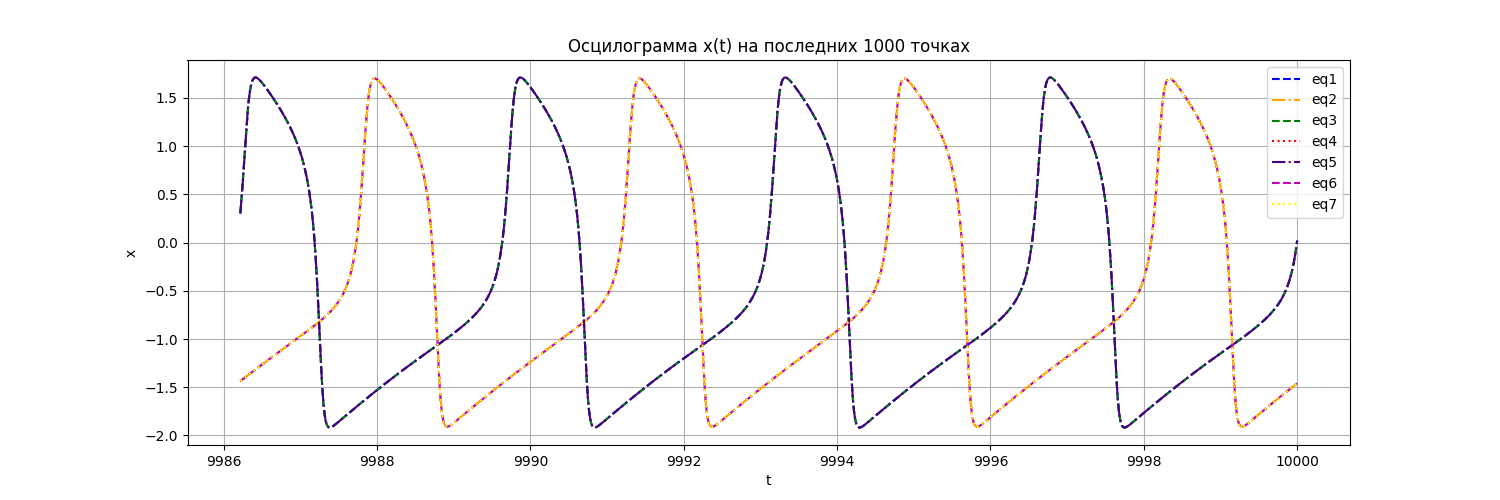 Осцилограмма x(t) на последних 1000 точках
x
1.5
1.0
0.5
0.0
−0.5
−1.0
−1.5
−2.0
eq1
eq2
eq3
eq4
eq5
eq6
eq7
9986
9988
9990
9992
9994
9996
9998
10000
t